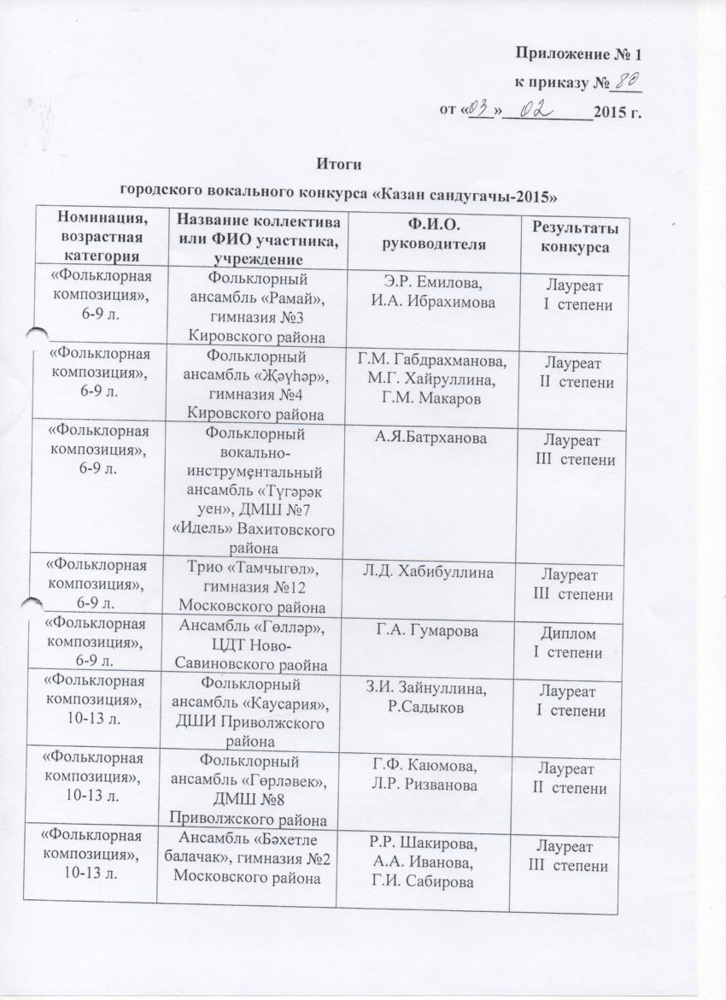 Приложение № 1
к приказу № 80
от «03» 02 2015 г.
Итоги
городского вокального конкурса «Казан сандугачы-2015»
Номинация,
возрастная
категория
Название коллектива
или ФИО участника,
учреждение
Ф.И.О.
руководителя
Результаты
конкурса
«Фольклорная
композиция»,
6-9 л.
Фольклорный
ансамбль «Рамай»,
гимназия №3
Кировского района
Э.Р. Емилова,
И.А. Ибрахимова
Лауреат
I степени
«Фольклорная
композиция»,
6-9 л.
Фольклорный
ансамбль «Җәүһәр»,
гимназия №4
Кировского района
Г.М. Габдрахманова,
М.Г. Хайруллина,
Г.М. Макаров
Лауреат
II степени
«Фольклорная
композиция»,
6-9 л.
Фольклорный
вокально-
инструментальный
ансамбль «Түгәрәк
уен», ДМШ №7
«Идель» Вахитовского
района
А.Я.Батрханова
Лауреат
III степени
«Фольклорная
композиция»,
6-9 л.
Трио «Тамчыгөл»,
гимназия №12
Московского района
Л.Д. Хабибуллина
Лауреат
III степени
«Фольклорная
композиция»,
6-9 л.
Ансамбль «Гөлләр»,
ЦДТ Ново-
Савиновского раойна
Г.А. Гумарова
Диплом
I степени
«Фольклорная
композиция»,
10-13 л.
Фольклорный
ансамбль «Каусария»,
ДШИ Приволжского
района
З.И. Зайнуллина,
Р.Садыков
Лауреат
I степени
«Фольклорная
композиция»,
10-13 л.
Фольклорный
ансамбль «Гөрләвек»,
ДМШ №8
Приволжского района
Г.Ф. Каюмова,
Л.Р. Ризванова
Лауреат
II степени
«Фольклорная
композиция»,
10-13 л.
Ансамбль «Бәхетле
балачак», гимназия №2
Московского района
Р.Р. Шакирова,
А.А. Иванова,
Г.И. Сабирова
Лауреат
III степени